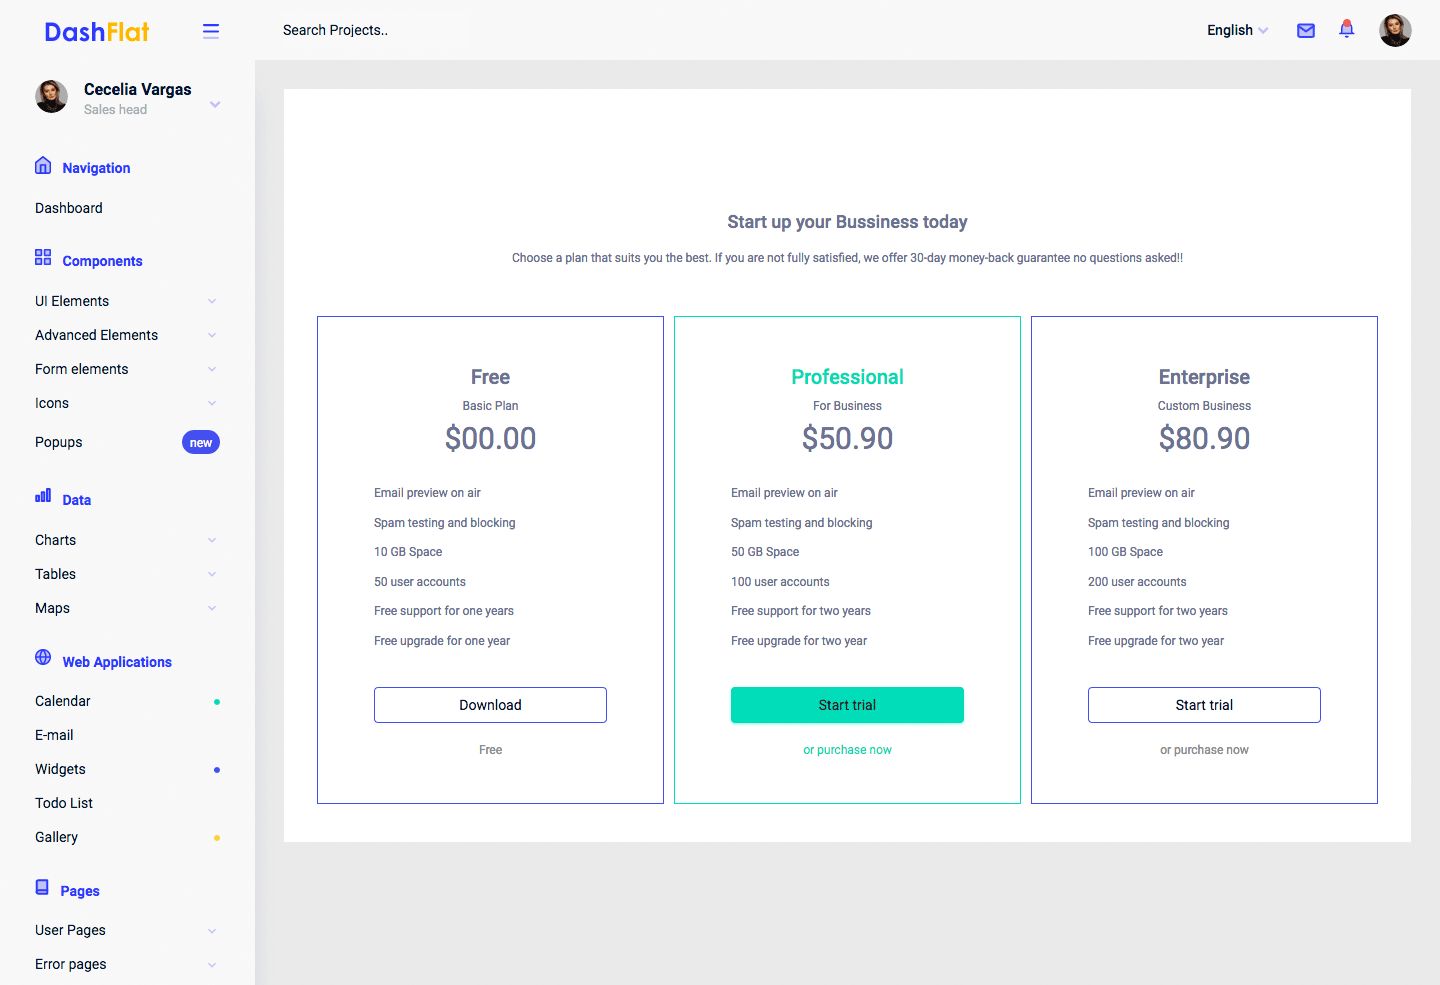 DashFlat
Search Projects..
English
Cecelia Vargas
Sales head
Navigation
Dashboard
Components
UI Elements
Advanced Elements
Form elements
Icons
Popups
new
Data
Charts
Tables
Maps
Web Applications
Calendar
E-mail
Widgets
Todo List
Gallery
Pages
User Pages
Error pages
Start up your Bussiness today
Choose a plan that suits you the best. If you are not fully satisfied, we offer 30-day money-back guarantee no questions asked!!
Free
Basic Plan
$00.00
Email preview on air
Spam testing and blocking
10 GB Space
50 user accounts
Free support for one years
Free upgrade for one year
Download
Free
Professional
For Business
$50.90
Email preview on air
Spam testing and blocking
50 GB Space
100 user accounts
Free support for two years
Free upgrade for two year
Start trial
or purchase now
Enterprise
Custom Business
$80.90
Email preview on air
Spam testing and blocking
100 GB Space
200 user accounts
Free support for two years
Free upgrade for two year
Start trial
or purchase now